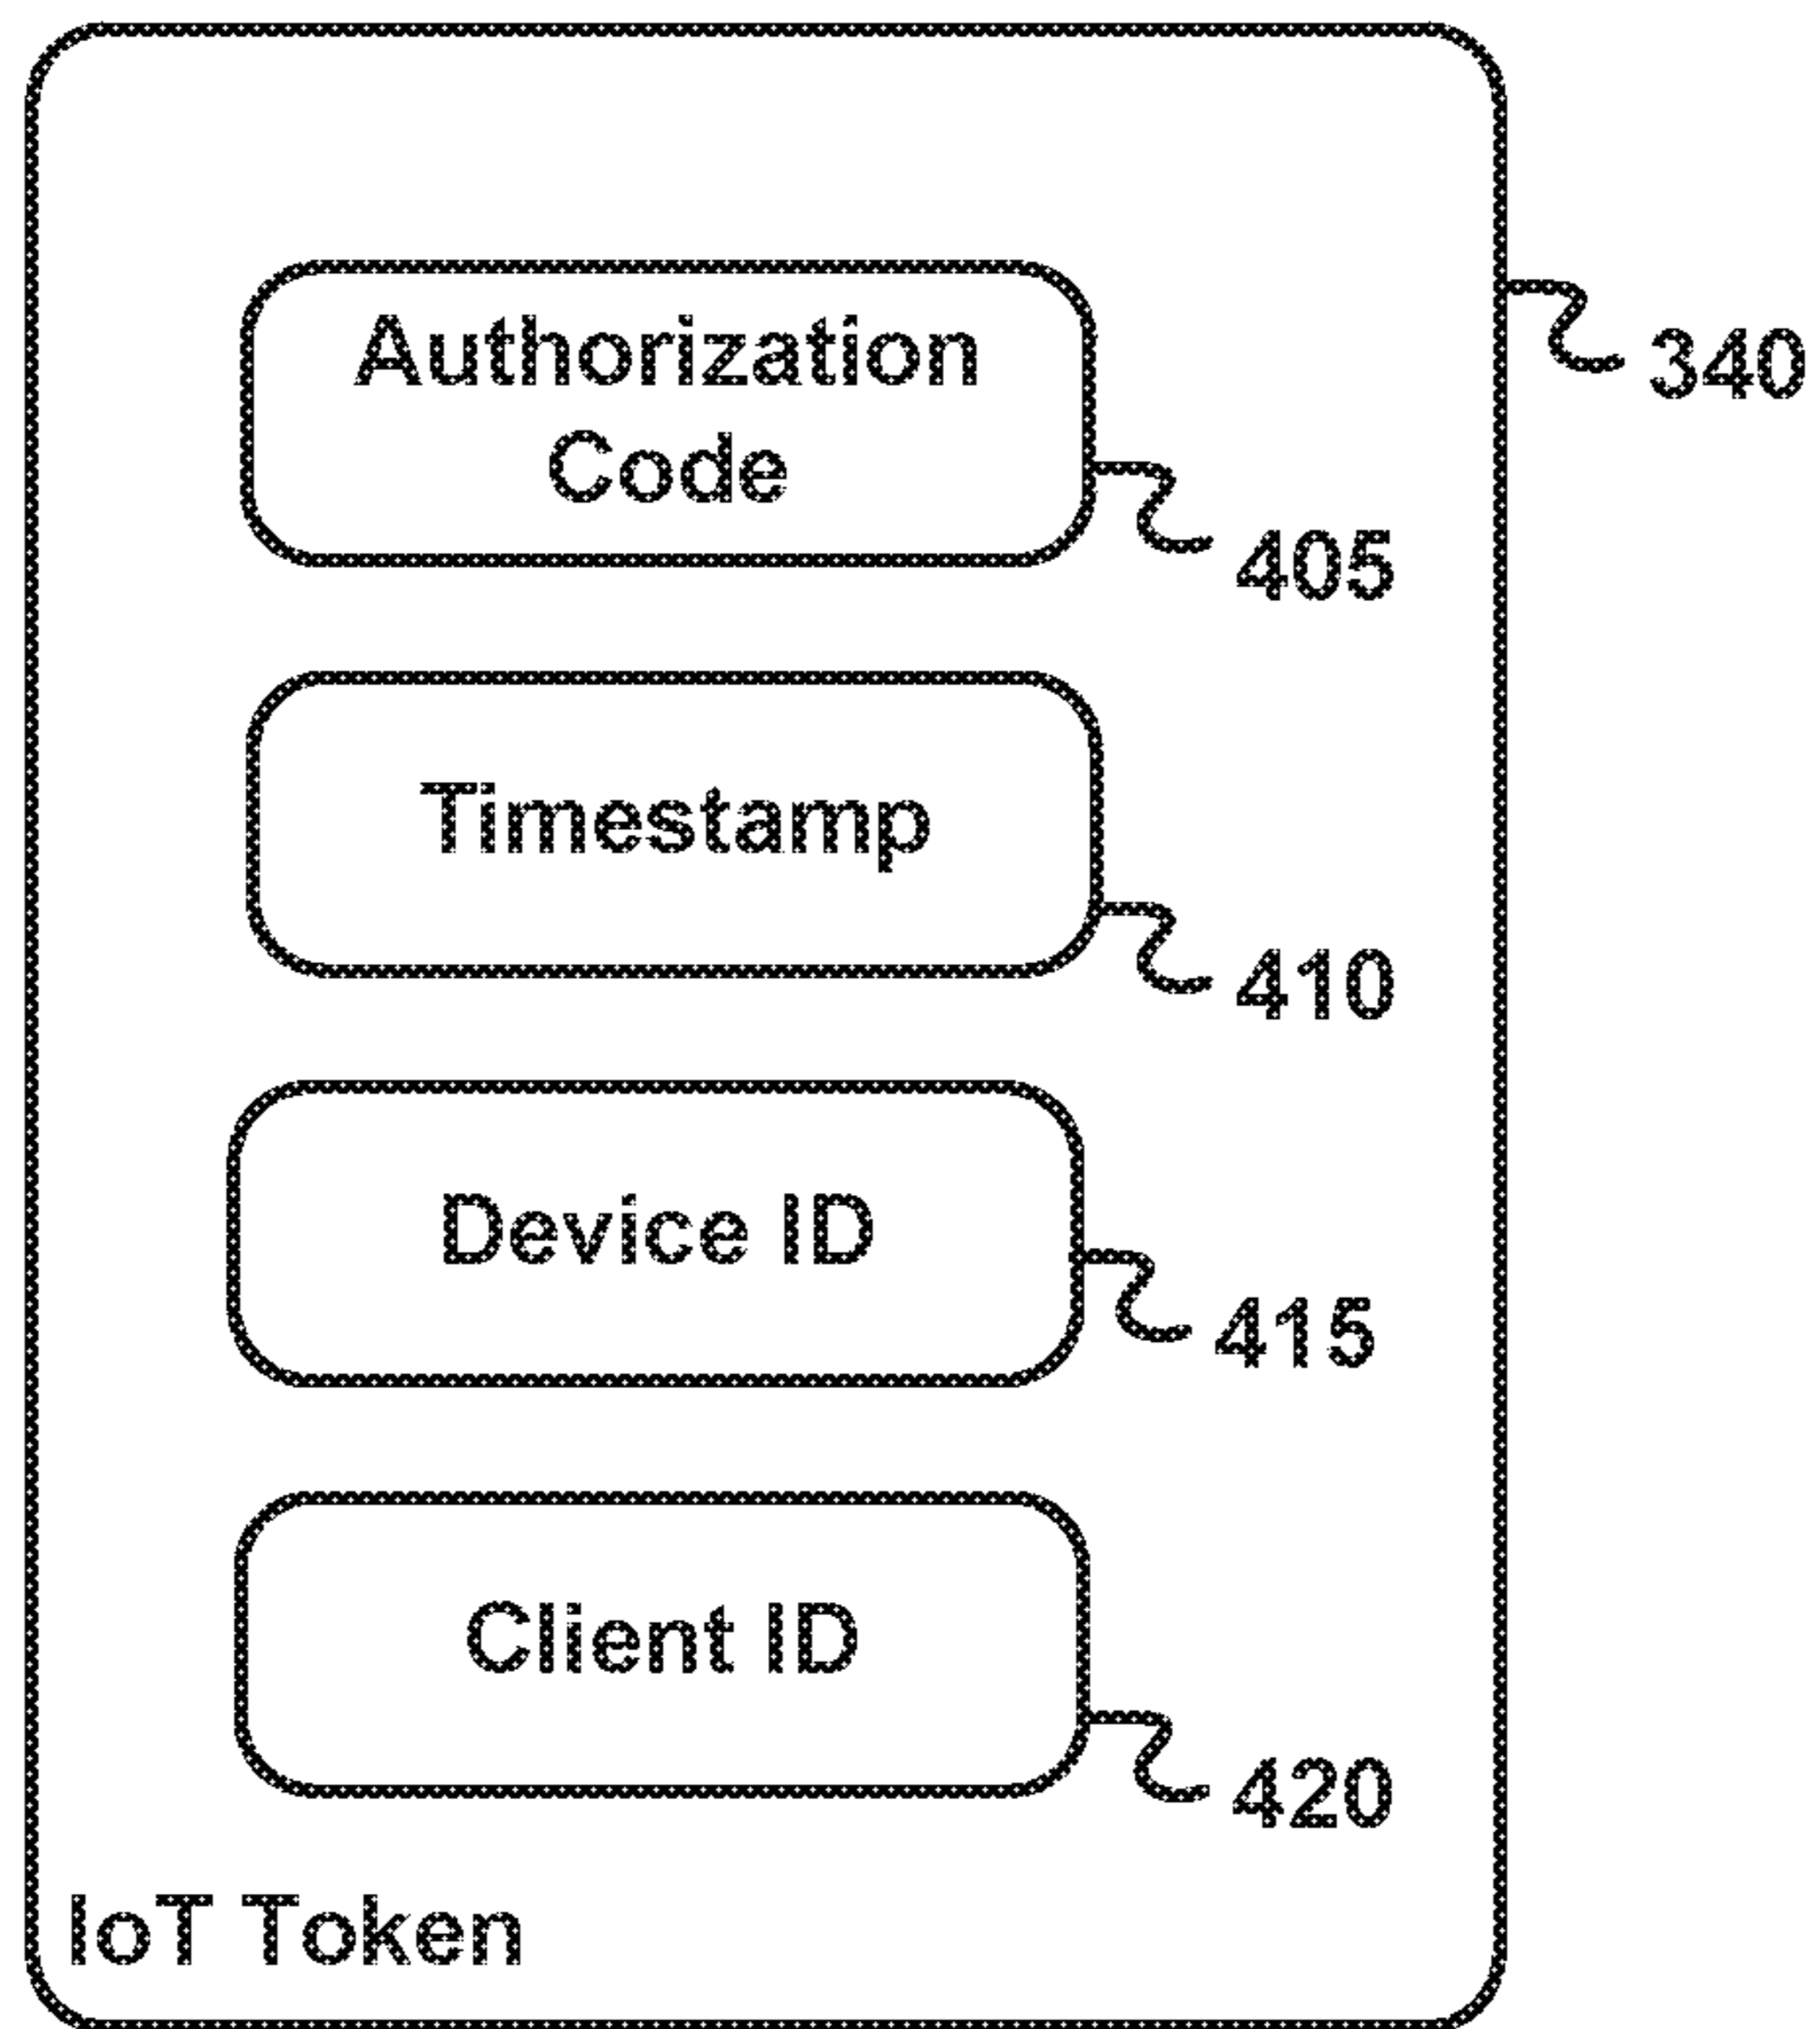 Authorization
Code
340
405
Timestamp
410
Device ID
415
Client ID
420
IoT Token